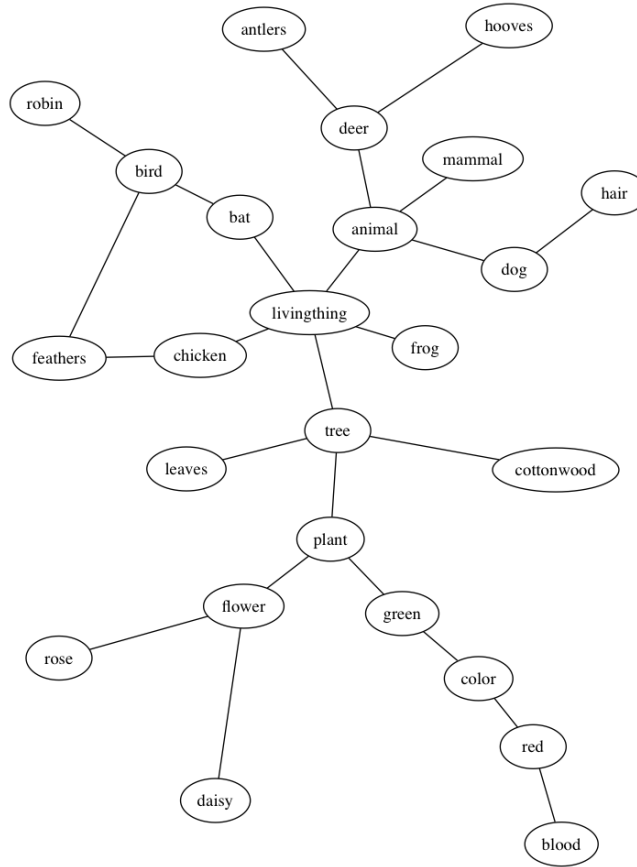 antlers
hooves
robin
deer
bird
mammal
hair
bat
animal
dog
livingthing
feathers
chicken
frog
tree
leaves
cottonwood
plant
flower
green
rose
color
red
daisy
blood